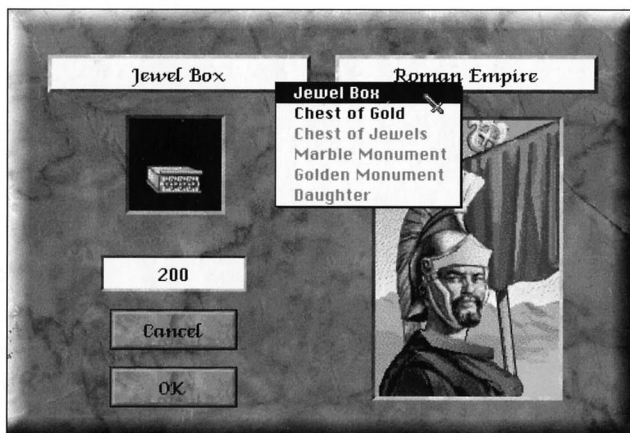 Jewel Box
Roman Empire
Jewel Box
Chest of Gold
Chest of Jewels
Marble Monument
Golden Monument
Daughter
200
Cancel
OK